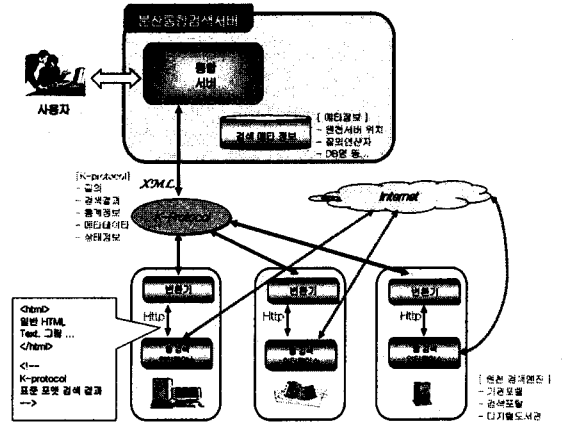 분산통합검색서버
통합
서버
사용자
검색 메타 정보
[ 메타정보 ]
- 원천서버 위치
- 질의연산자
- DB명 등...
[K-protocol]
- 질의
- 검색결과
- 통계정보
- 메타데이타
- 상태정보
XML
K-Protocol
Internet
변환기
변환기
변환기
Http
Http
Http
<html>
일반 HTML
Text, 그림 ...
</html>
<!--
K-protocol
표준 포맷 검색 결과
-->
[ 원천 검색엔진 ]
- 기관포탈
- 검색포탈
- 디지털도서관